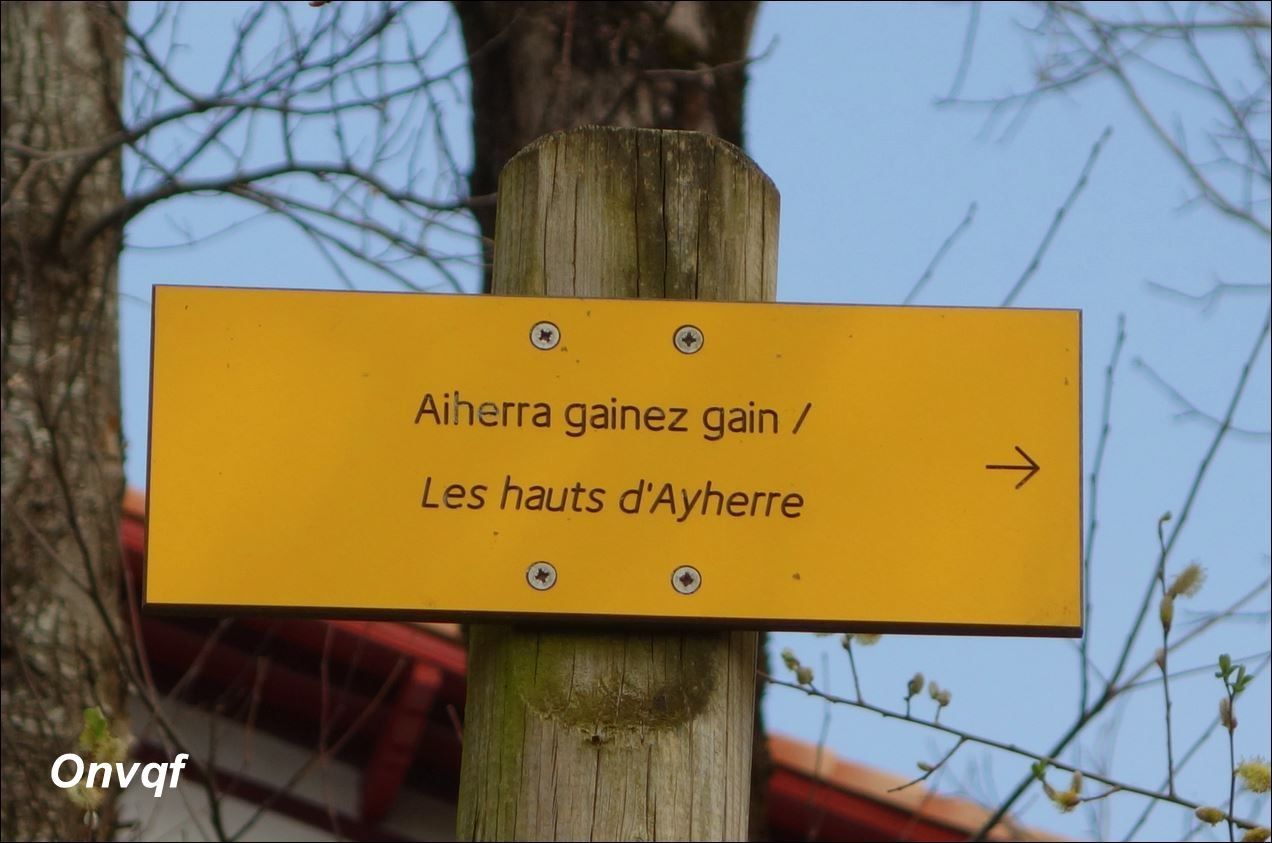 Aiherra gainez gain /
Les hauts d'Ayherre
Onvqf